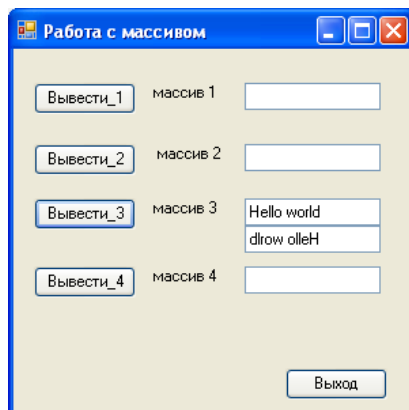 Работа с массивом
Вывести_1 массив 1
Вывести_2 массив 2
Вывести_3 массив 3 Hello world
dlrow olleH
Вывести_4 массив 4
Выход